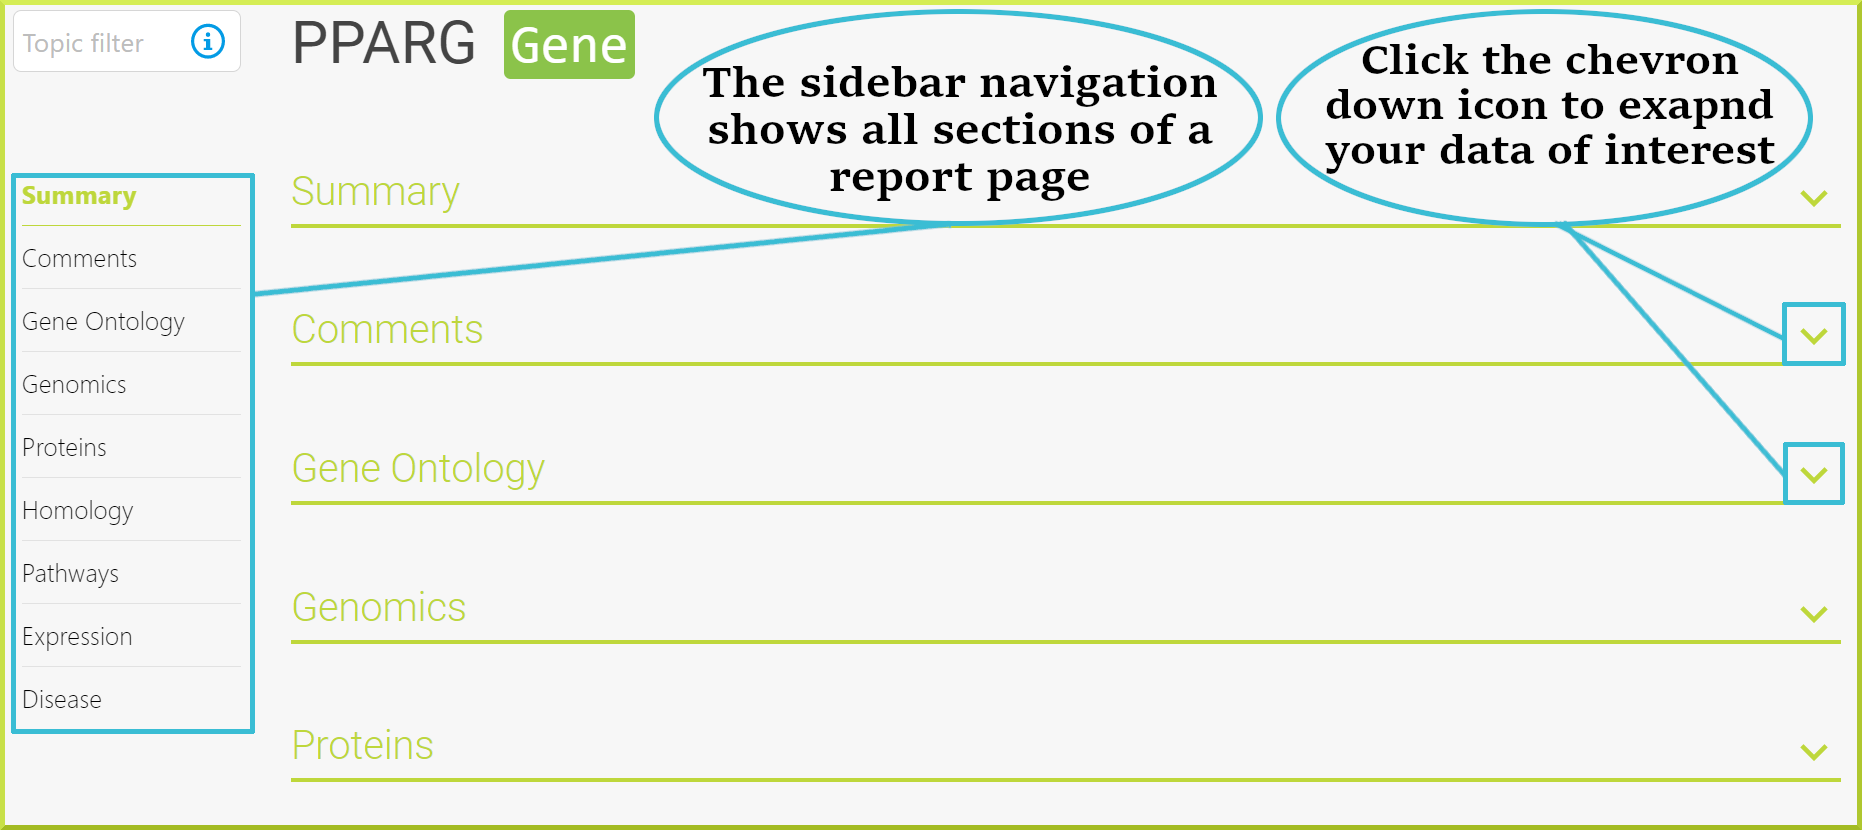 Topic filter
PPARG Gene
The sidebar navigation
shows all sections of a
report page
Click the chevron
down icon to exapnd
your data of interest
Summary
Comments
Gene Ontology
Genomics
Proteins
Homology
Pathways
Expression
Disease
Summary
Comments
Gene Ontology
Genomics
Proteins